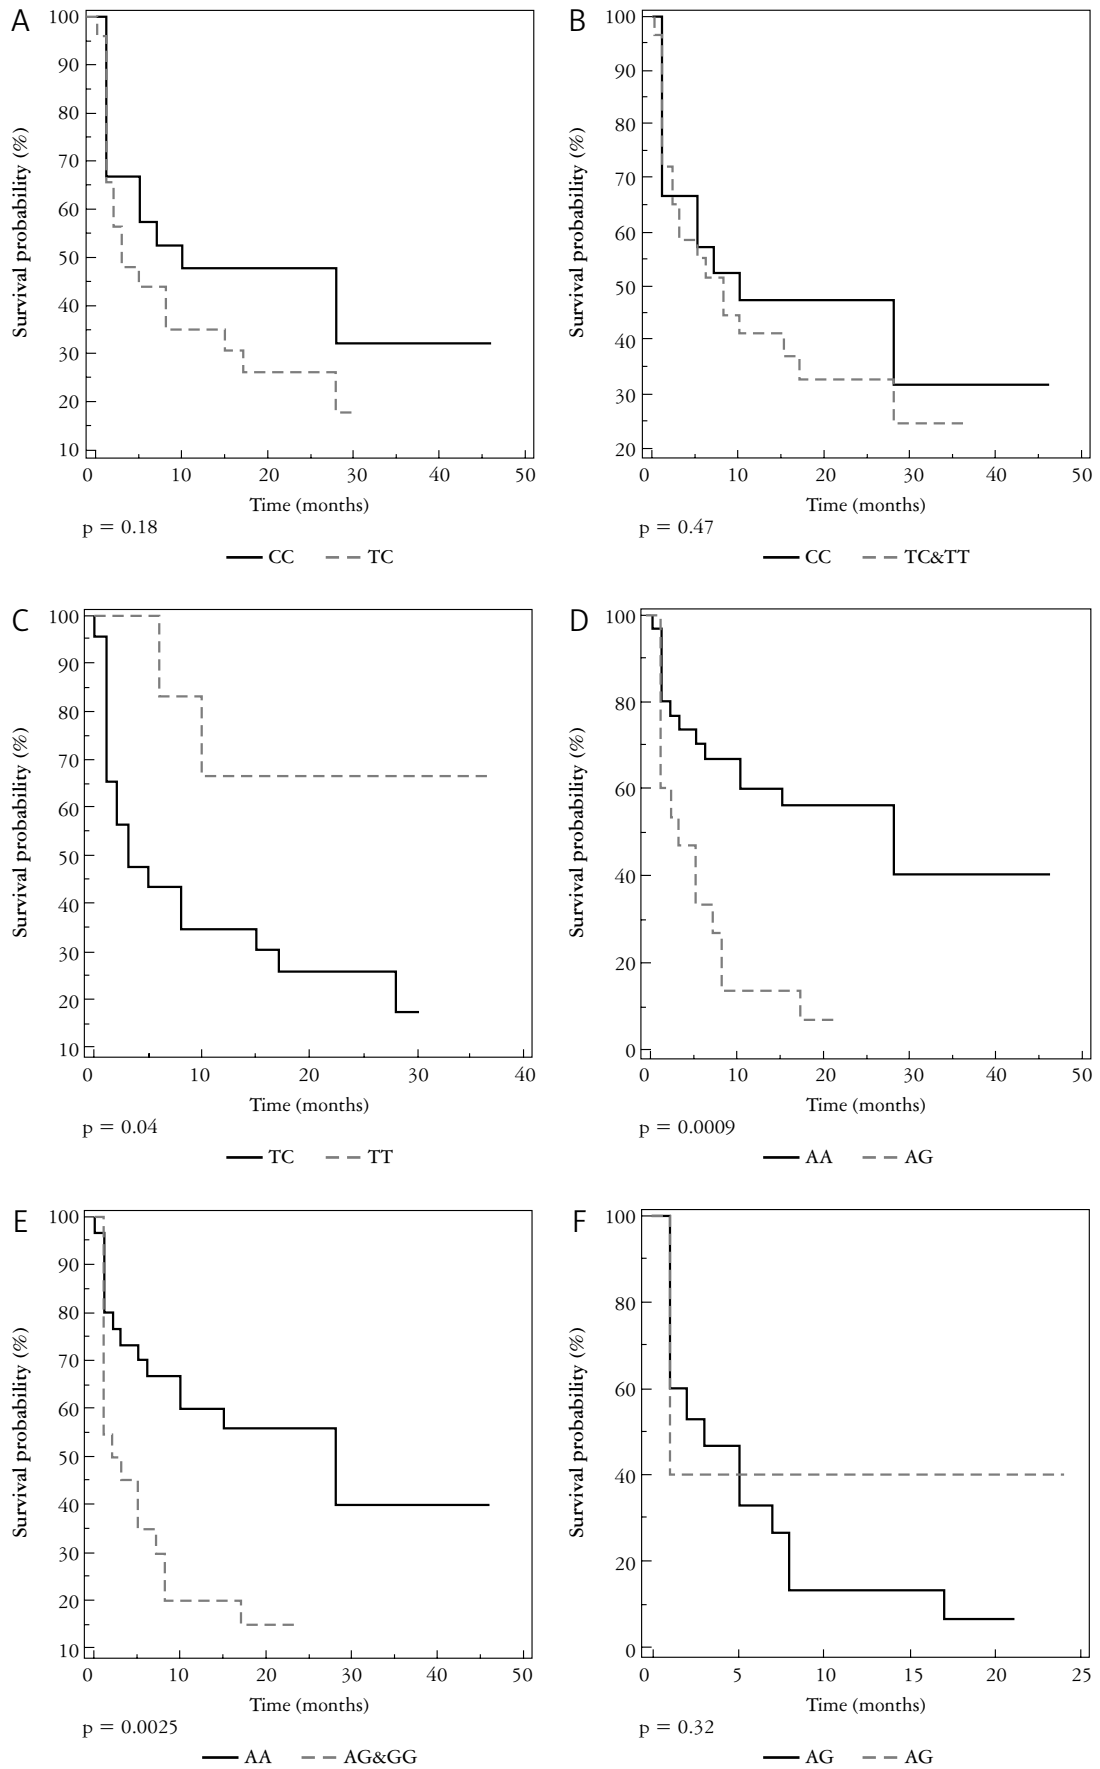 A
Survival probability (%)
100
90
80
70
60
50
40
30
20
10
0 10 20 30 40 50
Time (months)
p = 0.18
CC TC
B
Survival probability (%)
100
90
80
70
60
50
40
30
20
0 10 20 30 40 50
Time (months)
p = 0.47
CC TC&TT
C
Survival probability (%)
100
90
80
70
60
50
40
30
20
10
0 10 20 30 40
Time (months)
p = 0.04
TC TT
D
Survival probability (%)
100
80
60
40
20
0
0 10 20 30 40 50
Time (months)
p = 0.0009
AA AG
E
Survival probability (%)
100
90
80
70
60
50
40
30
20
10
0 10 20 30 40 50
Time (months)
p = 0.0025
AA AG&GG
F
Survival probability (%)
100
80
60
40
20
0
0 5 10 15 20 25
Time (months)
p = 0.32
AG AG